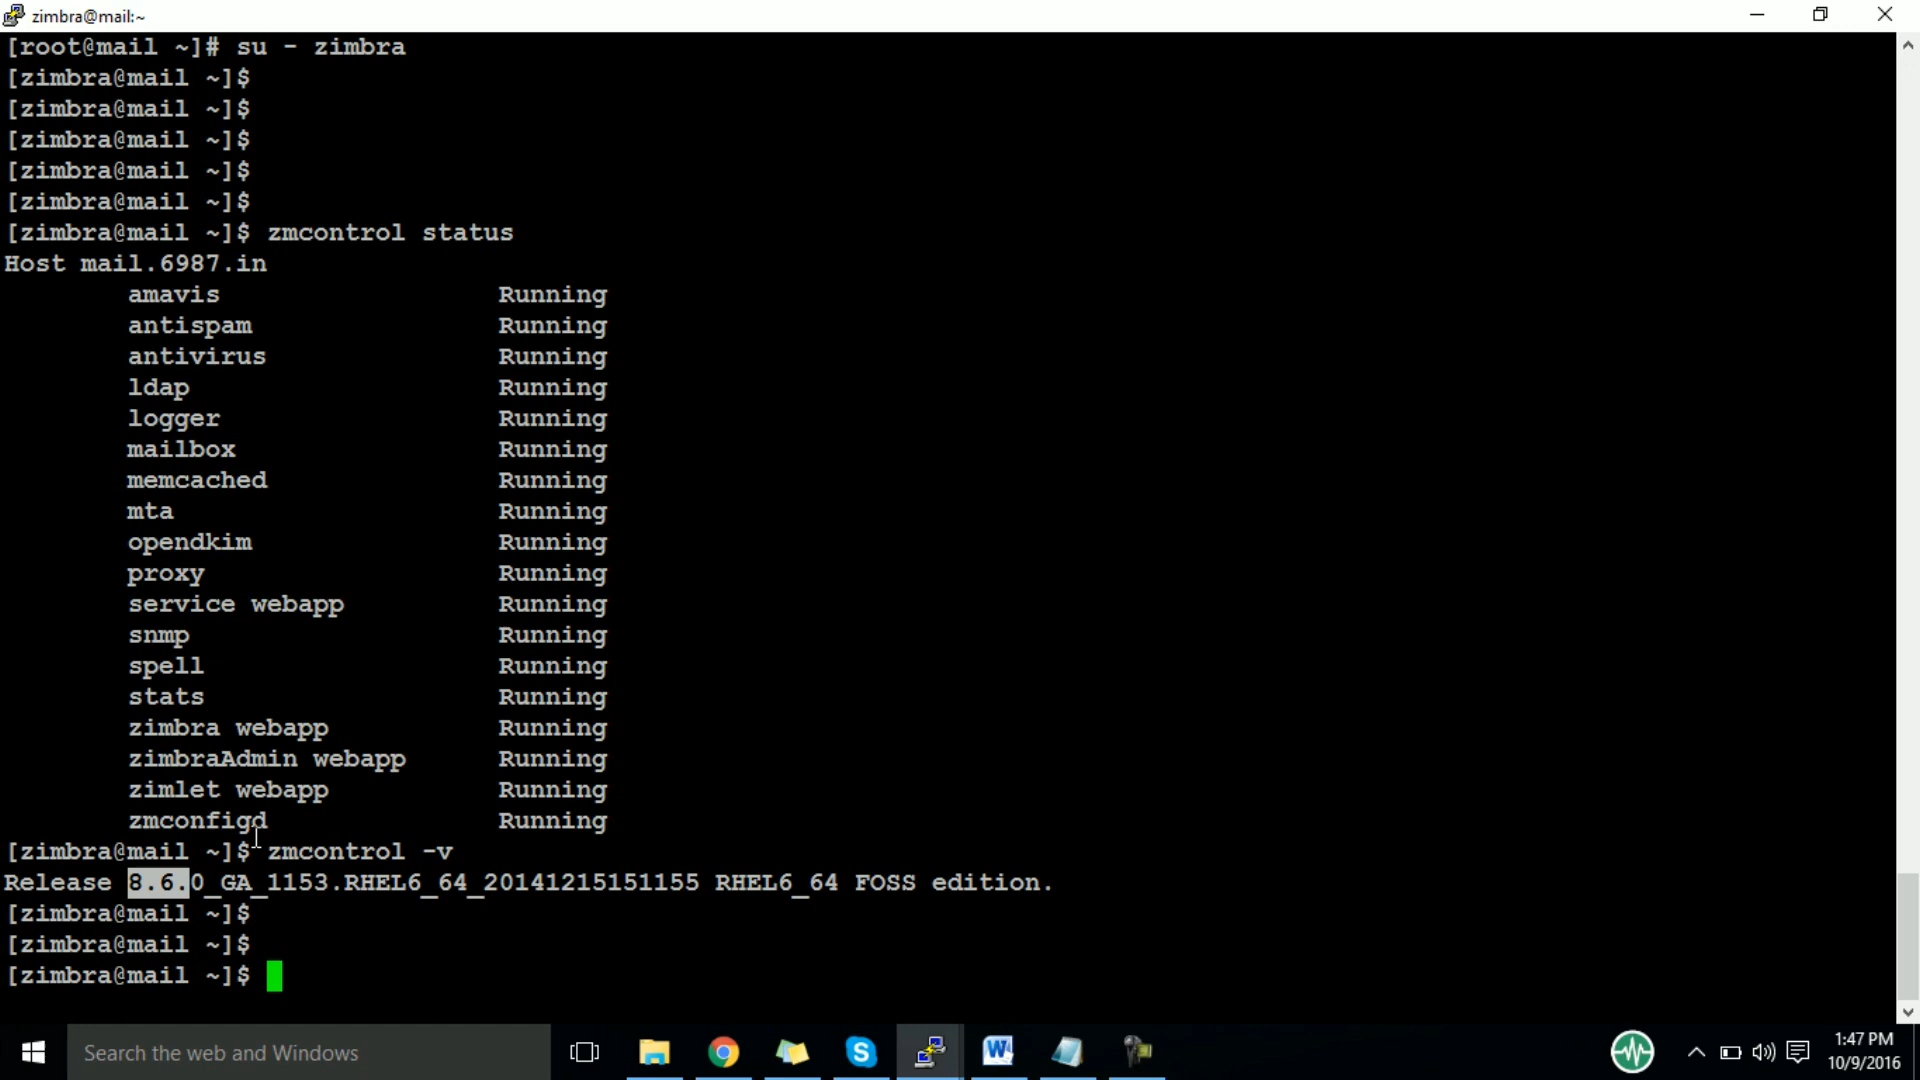 zimbra@mail:~
[root@mail ~]# su - zimbra
[zimbra@mail ~]$
[zimbra@mail ~]$
[zimbra@mail ~]$
[zimbra@mail ~]$
[zimbra@mail ~]$
[zimbra@mail ~]$ zmcontrol status
Host mail.6987.in
amavis Running
antispam Running
antivirus Running
ldap Running
logger Running
mailbox Running
memcached Running
mta Running
opendkim Running
proxy Running
service webapp Running
snmp Running
spell Running
stats Running
zimbra webapp Running
zimbraAdmin webapp Running
zimlet webapp Running
zmconfigd Running
[zimbra@mail ~]$ zmcontrol -v
Release 8.6.0_GA_1153.RHEL6_64_20141215151155 RHEL6_64 FOSS edition.
[zimbra@mail ~]$
[zimbra@mail ~]$
[zimbra@mail ~]$
Search the web and Windows
1:47 PM
10/9/2016